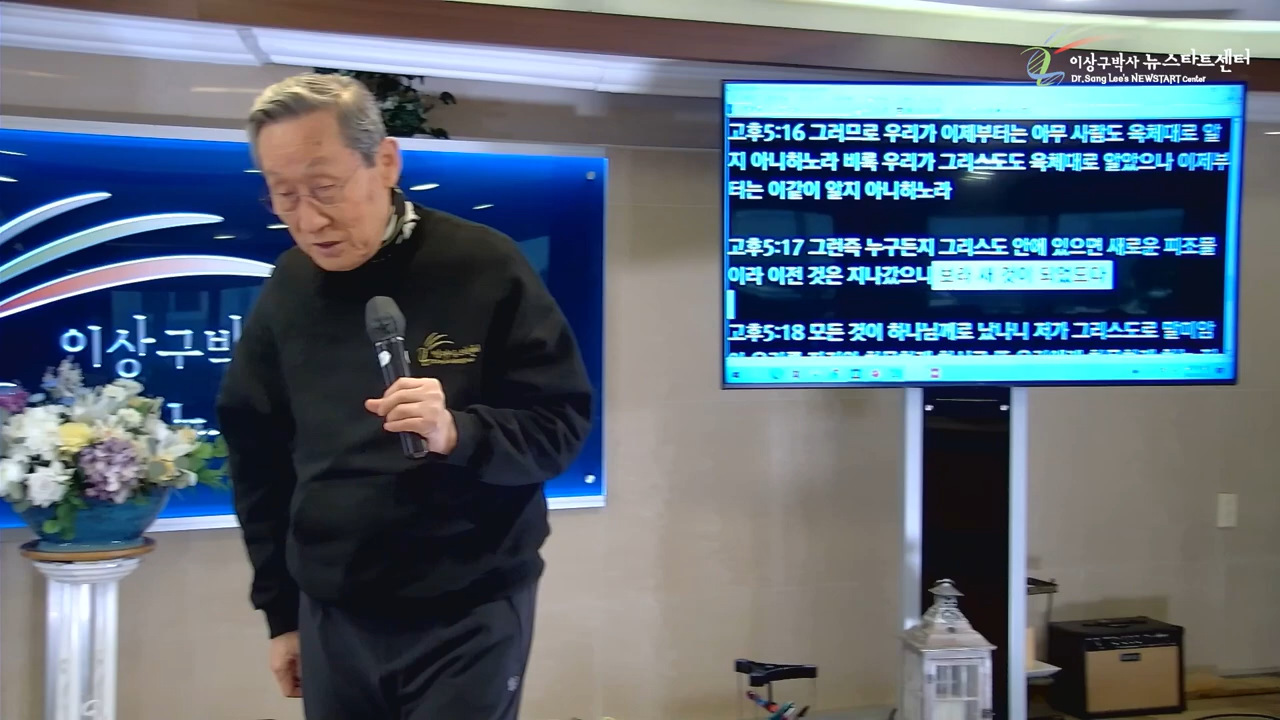 이상구박사 뉴스타트센터
Dr. Sang Lee's NEWSTART Center
고후5:16 그러므로 우리가 이제부터는 아무 사람도 육체대로 알
지 아니하노라 비록 우리가 그리스도도 육체대로 알았으나 이제부
터는 이같이 알지 아니하노라
고후5:17 그런즉 누구든지 그리스도 안에 있으면 새로운 피조물
이라 이전 것은 지나갔으니 보라 새 것이 되었도다
고후5:18 모든 것이 하나님께로 났나니 저가 그리스도로 말미암
이상구박
뉴